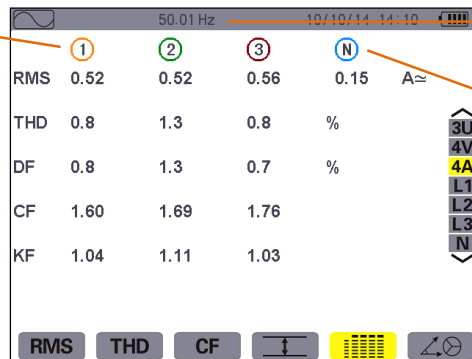 50.01 Hz 10/10/14 14:10
1 2 3 N
RMS 0.52 0.52 0.56 0.15 A≃
THD 0.8 1.3 0.8 %
DF 0.8 1.3 0.7 %
CF 1.60 1.69 1.76
KF 1.04 1.11 1.03
3U
4V
4A
L1
L2
L3
N
RMS THD CF